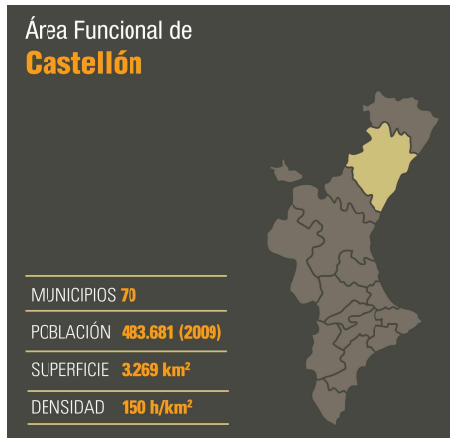 Área Funcional de
Castellón
MUNICIPIOS 70
POBLACIÓN 483.681 (2009)
SUPERFICIE 3.269 km²
DENSIDAD 150 h/km²